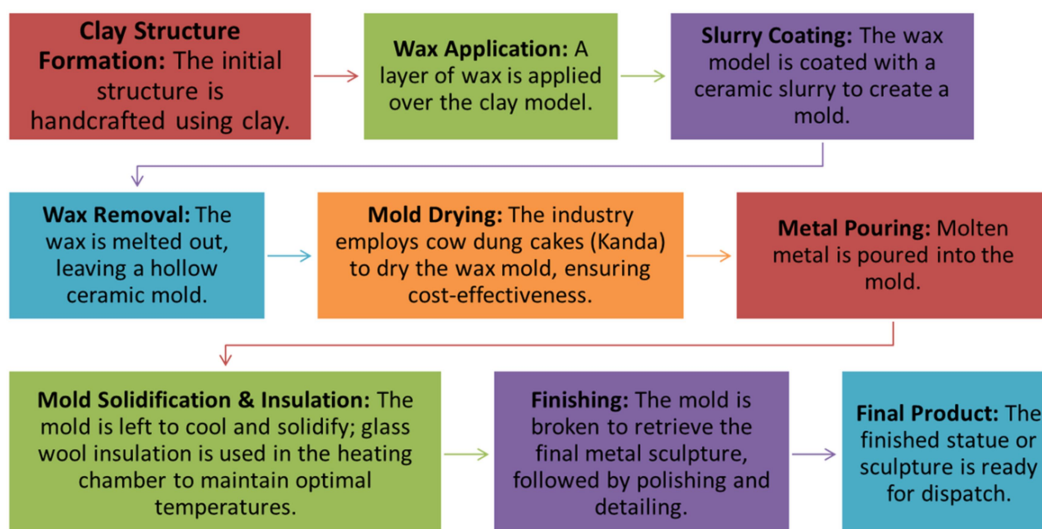 Clay Structure
Formation: The initial
structure is
handcrafted using clay.
Wax Application: A
layer of wax is applied
over the clay model.
Slurry Coating: The wax
model is coated with a
ceramic slurry to create a
mold.
Wax Removal: The
wax is melted out,
leaving a hollow
ceramic mold.
Mold Drying: The industry
employs cow dung cakes (Kanda)
to dry the wax mold, ensuring
cost-effectiveness.
Metal Pouring: Molten
metal is poured into the
mold.
Mold Solidification & Insulation: The
mold is left to cool and solidify; glass
wool insulation is used in the heating
chamber to maintain optimal
temperatures.
Finishing: The mold is
broken to retrieve the
final metal sculpture,
followed by polishing and
detailing.
Final Product: The
finished statue or
sculpture is ready
for dispatch.